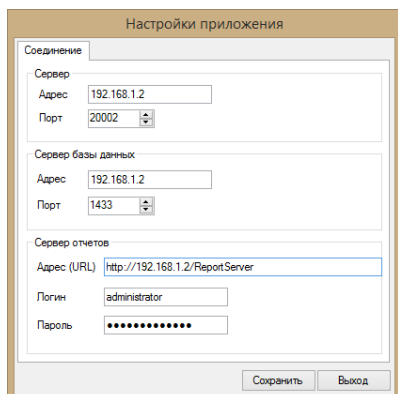 Настройки приложения
Соединение
Сервер
Адрес 192.168.1.2
Порт 20002
Сервер базы данных
Адрес 192.168.1.2
Порт 1433
Сервер отчетов
Адрес (URL) http://192.168.1.2/ReportServer
Логин administrator
Пароль ●●●●●●●●●●●●●
Сохранить Выход